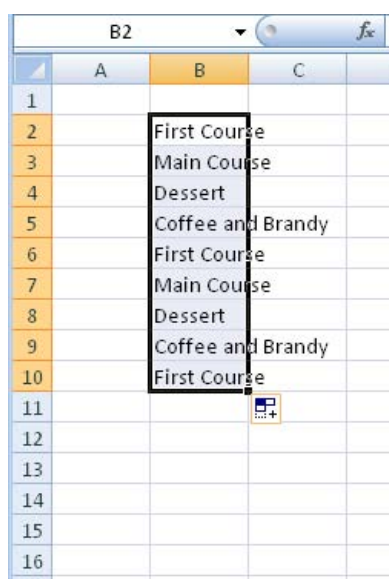 B2 fx
A B C
1
2 First Course
3 Main Course
4 Dessert
5 Coffee and Brandy
6 First Course
7 Main Course
8 Dessert
9 Coffee and Brandy
10 First Course
11
12
13
14
15
16